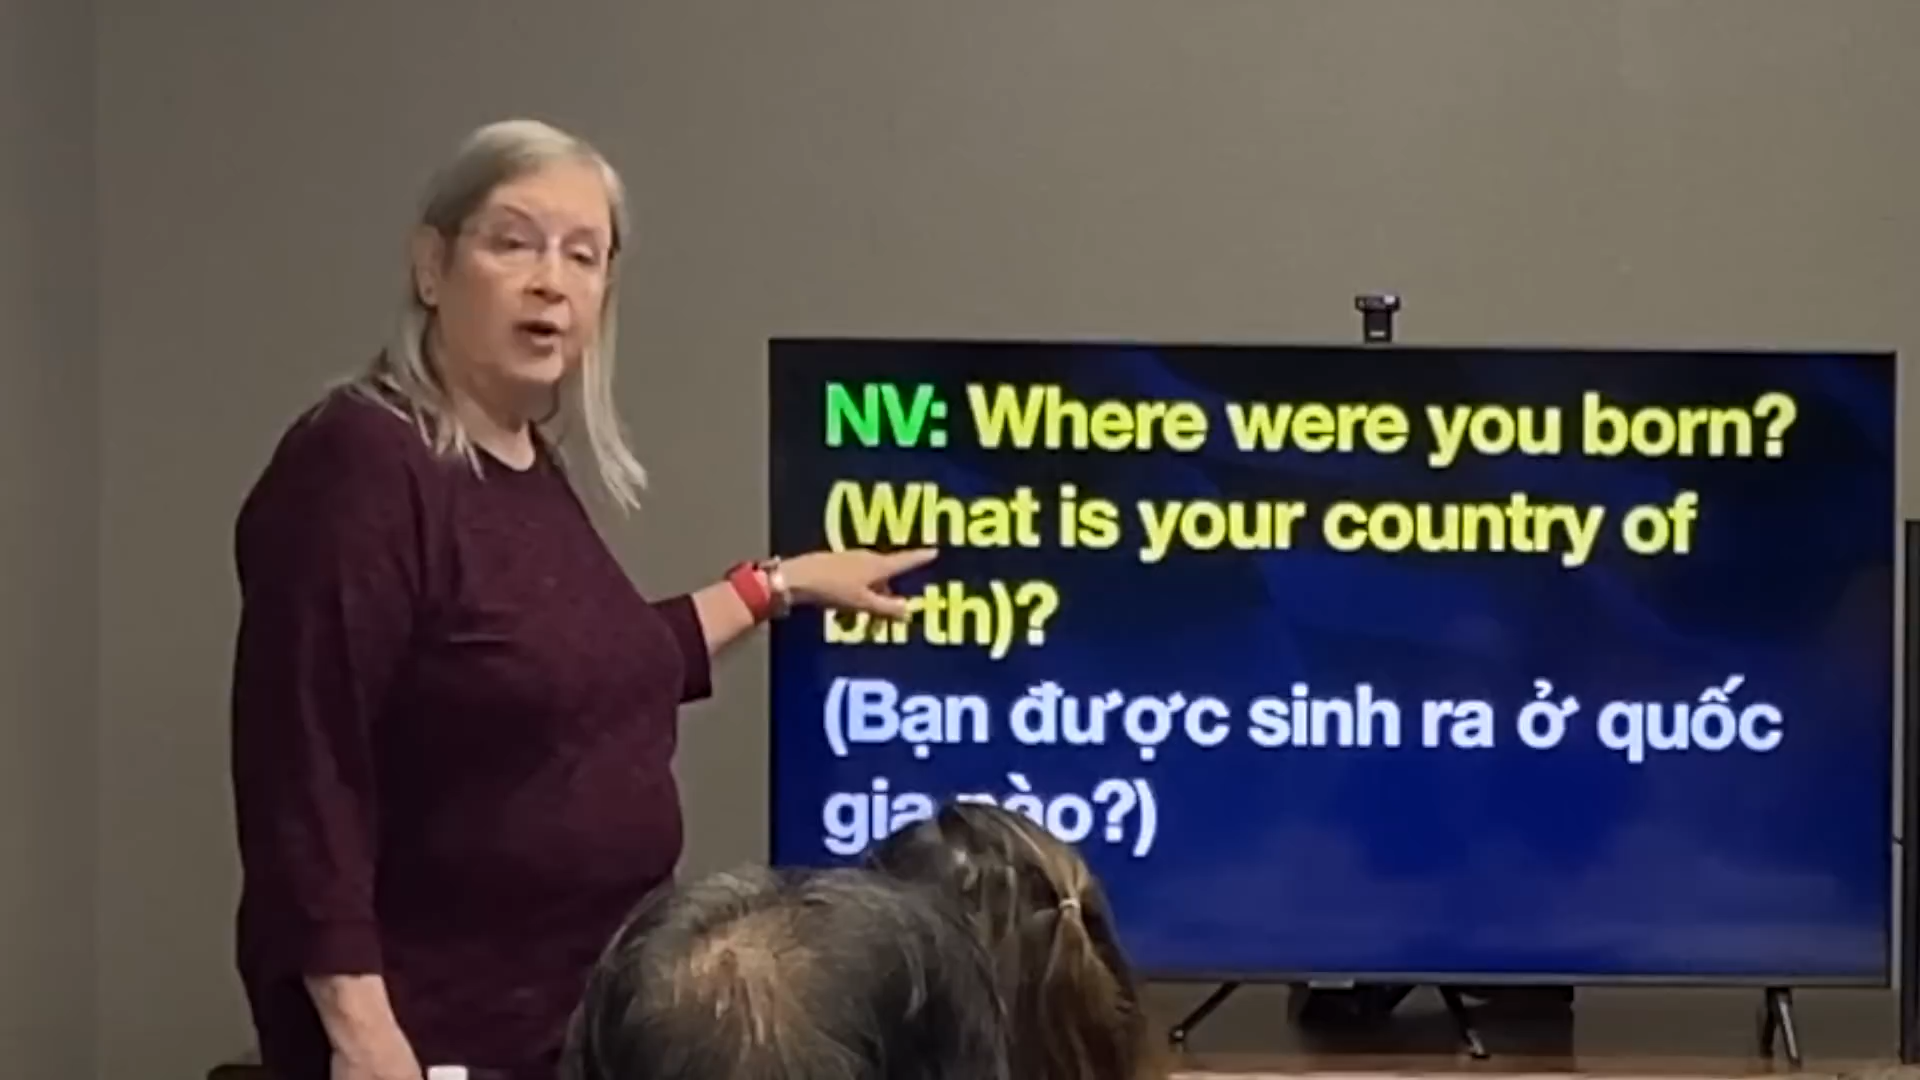 NV: Where were you born?
(What is your country of
birth)?
(Bạn được sinh ra ở quốc
gia nào?)